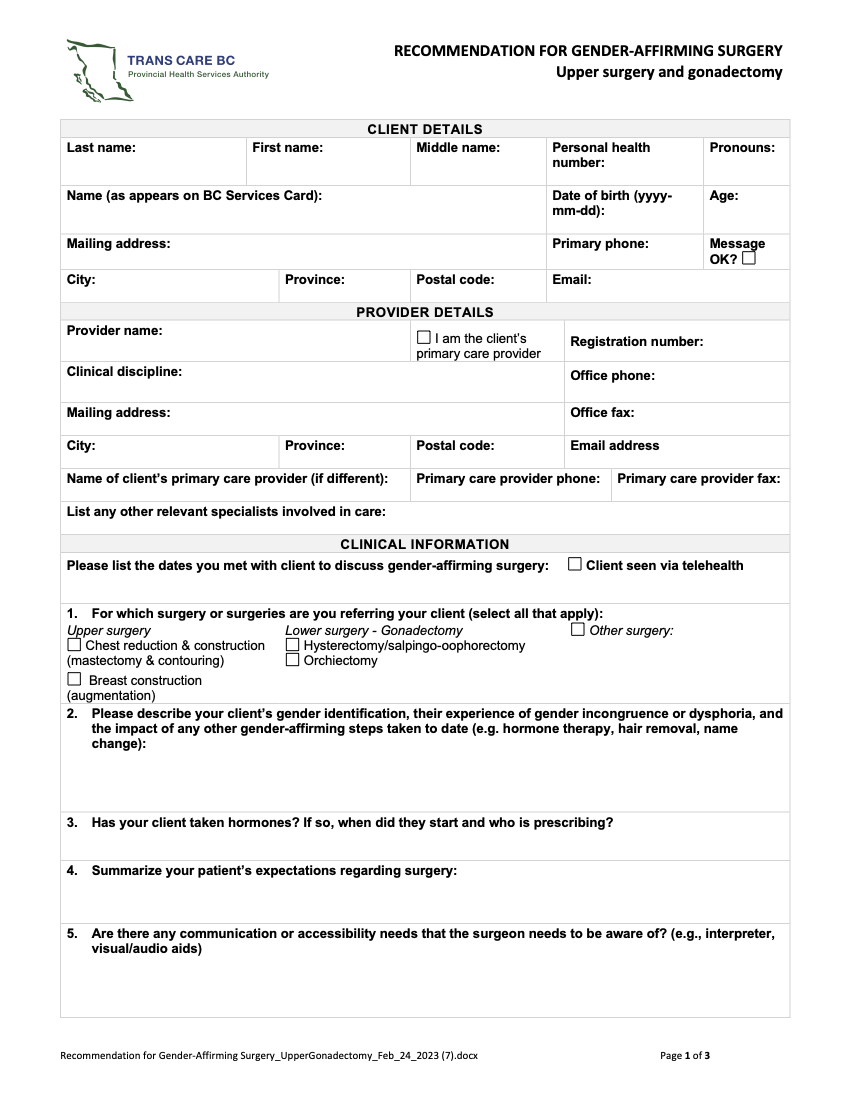 TRANS CARE BC
Provincial Health Services Authority
RECOMMENDATION FOR GENDER-AFFIRMING SURGERY
Upper surgery and gonadectomy
CLIENT DETAILS
Last name:
First name:
Middle name:
Personal health
number:
Pronouns:
Name (as appears on BC Services Card):
Date of birth (yyyy-
mm-dd):
Age:
Mailing address:
Primary phone:
Message
OK? ☐
City:
Province:
Postal code:
Email:
PROVIDER DETAILS
Provider name:
☐ I am the client's
primary care provider
Registration number:
Clinical discipline:
Office phone:
Mailing address:
Office fax:
City:
Province:
Postal code:
Email address
Name of client's primary care provider (if different):
Primary care provider phone:
Primary care provider fax:
List any other relevant specialists involved in care:
CLINICAL INFORMATION
Please list the dates you met with client to discuss gender-affirming surgery: ☐ Client seen via telehealth
1. For which surgery or surgeries are you referring your client (select all that apply):
Upper surgery
☐ Chest reduction & construction
(mastectomy & contouring)
☐ Breast construction
(augmentation)
Lower surgery - Gonadectomy
☐ Hysterectomy/salpingo-oophorectomy
☐ Orchiectomy
☐ Other surgery:
2. Please describe your client's gender identification, their experience of gender incongruence or dysphoria, and
the impact of any other gender-affirming steps taken to date (e.g. hormone therapy, hair removal, name
change):
3. Has your client taken hormones? If so, when did they start and who is prescribing?
4. Summarize your patient's expectations regarding surgery:
5. Are there any communication or accessibility needs that the surgeon needs to be aware of? (e.g., interpreter,
visual/audio aids)
Recommendation for Gender-Affirming Surgery_UpperGonadectomy_Feb_24_2023 (7).docx
Page 1 of 3